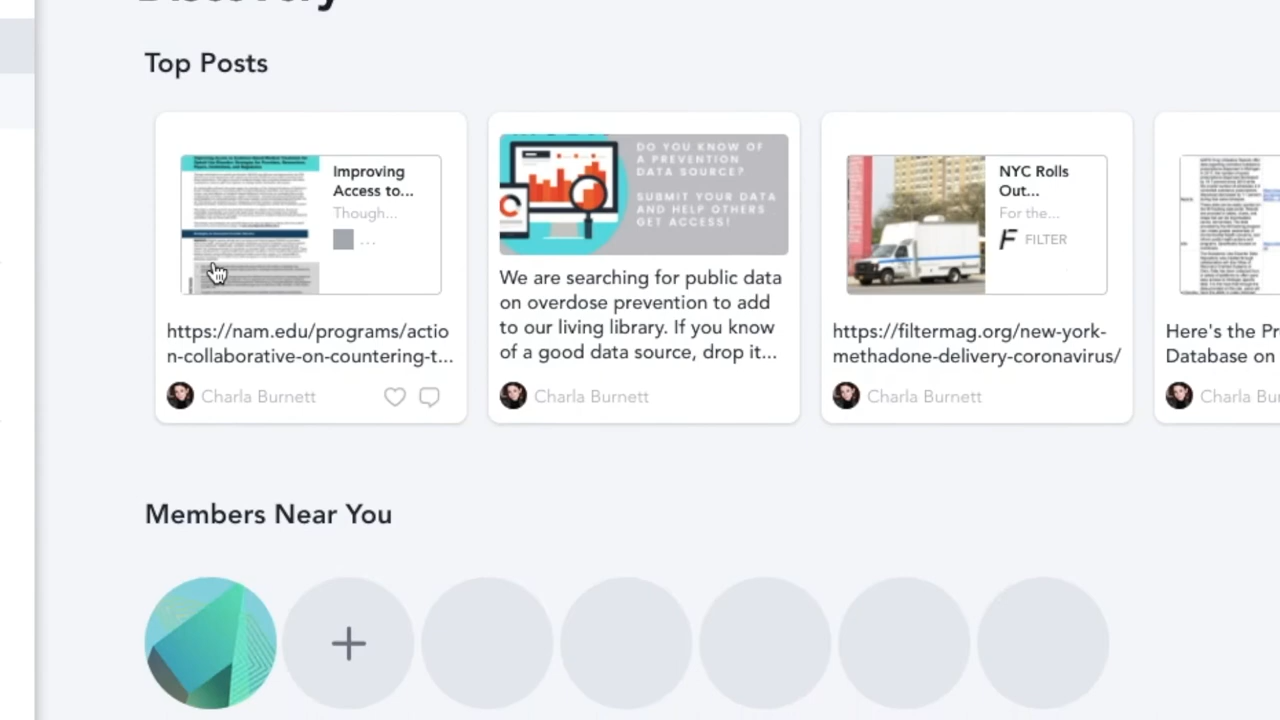 Discovery
Top Posts
Improving
Access to...
Though...
...
https://nam.edu/programs/actio
n-collaborative-on-countering-t...
Charla Burnett
DO YOU KNOW OF
A PREVENTION
DATA SOURCE?
SUBMIT YOUR DATA
AND HELP OTHERS
GET ACCESS!
We are searching for public data
on overdose prevention to add
to our living library. If you know
of a good data source, drop it...
Charla Burnett
NYC Rolls
Out...
For the...
FILTER
https://filtermag.org/new-york-
methadone-delivery-coronavirus/
Charla Burnett
Here's the Pr
Database on
Charla Bu
Members Near You